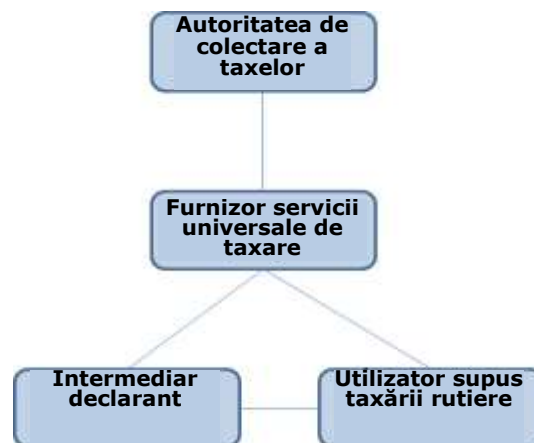 Autoritatea de
colectare a
taxelor
Furnizor servicii
universale de
taxare
Intermediar
declarant
Utilizator supus
taxării rutiere